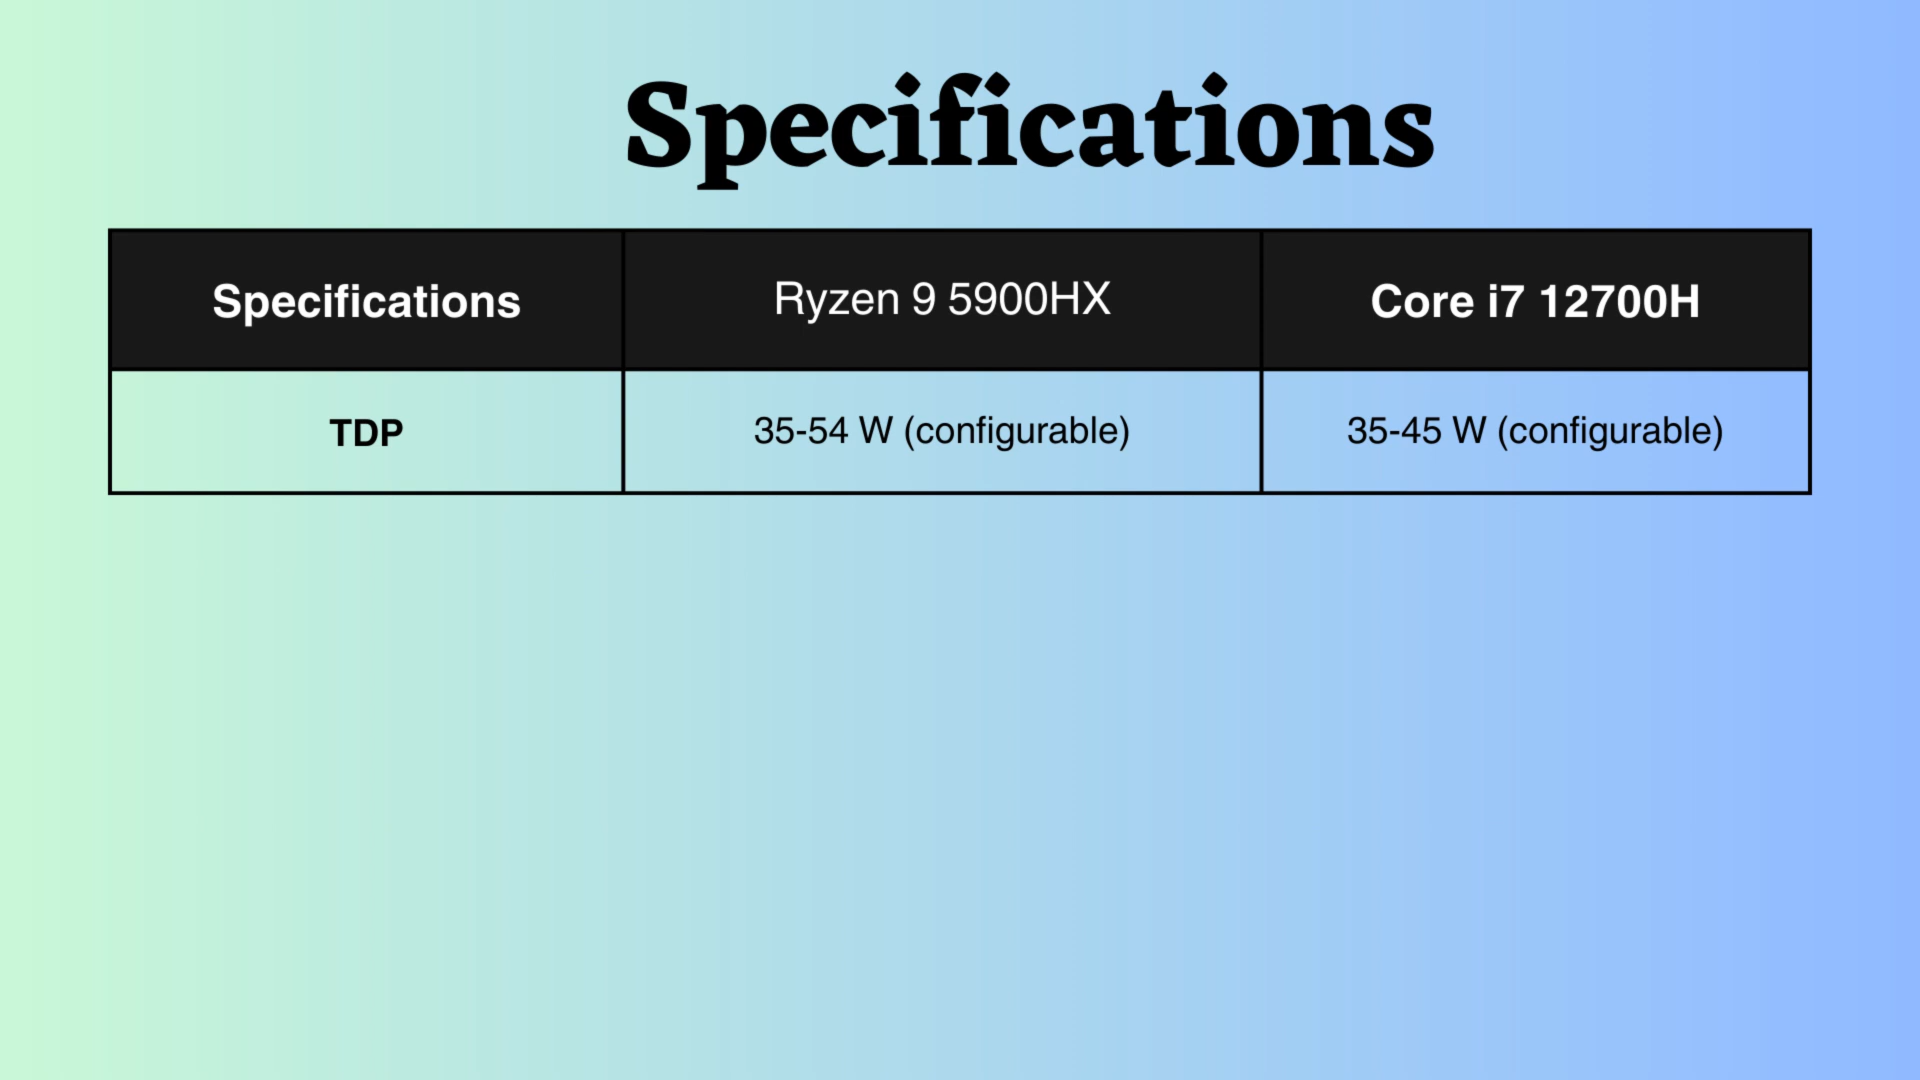 Specifications
Specifications Ryzen 9 5900HX Core i7 12700H
TDP 35-54 W (configurable) 35-45 W (configurable)